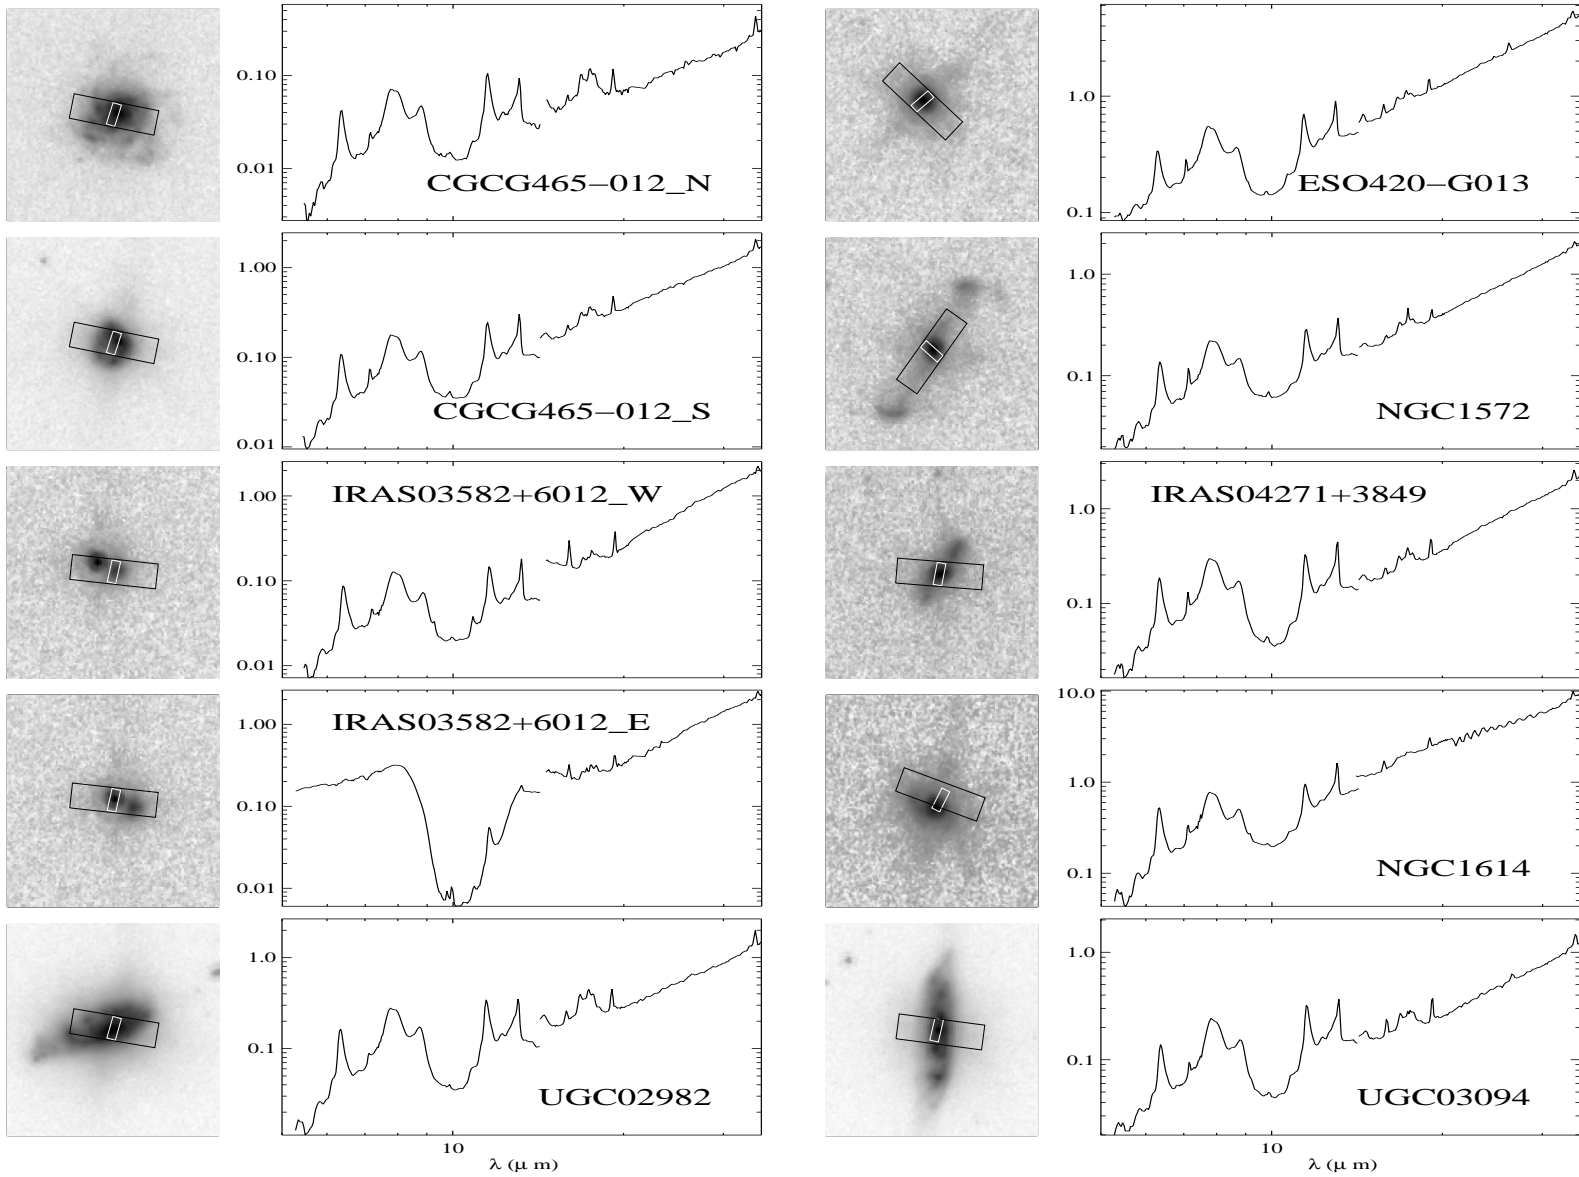 0.10
0.01
CGCG465−012_N
1.0
0.1
ESO420−G013
1.00
0.10
0.01
CGCG465−012_S
1.0
0.1
NGC1572
1.00
0.10
0.01
IRAS03582+6012_W
1.0
0.1
IRAS04271+3849
1.00
0.10
0.01
IRAS03582+6012_E
10.0
1.0
0.1
NGC1614
1.0
0.1
UGC02982
10
λ (μ m)
1.0
0.1
UGC03094
10
λ (μ m)